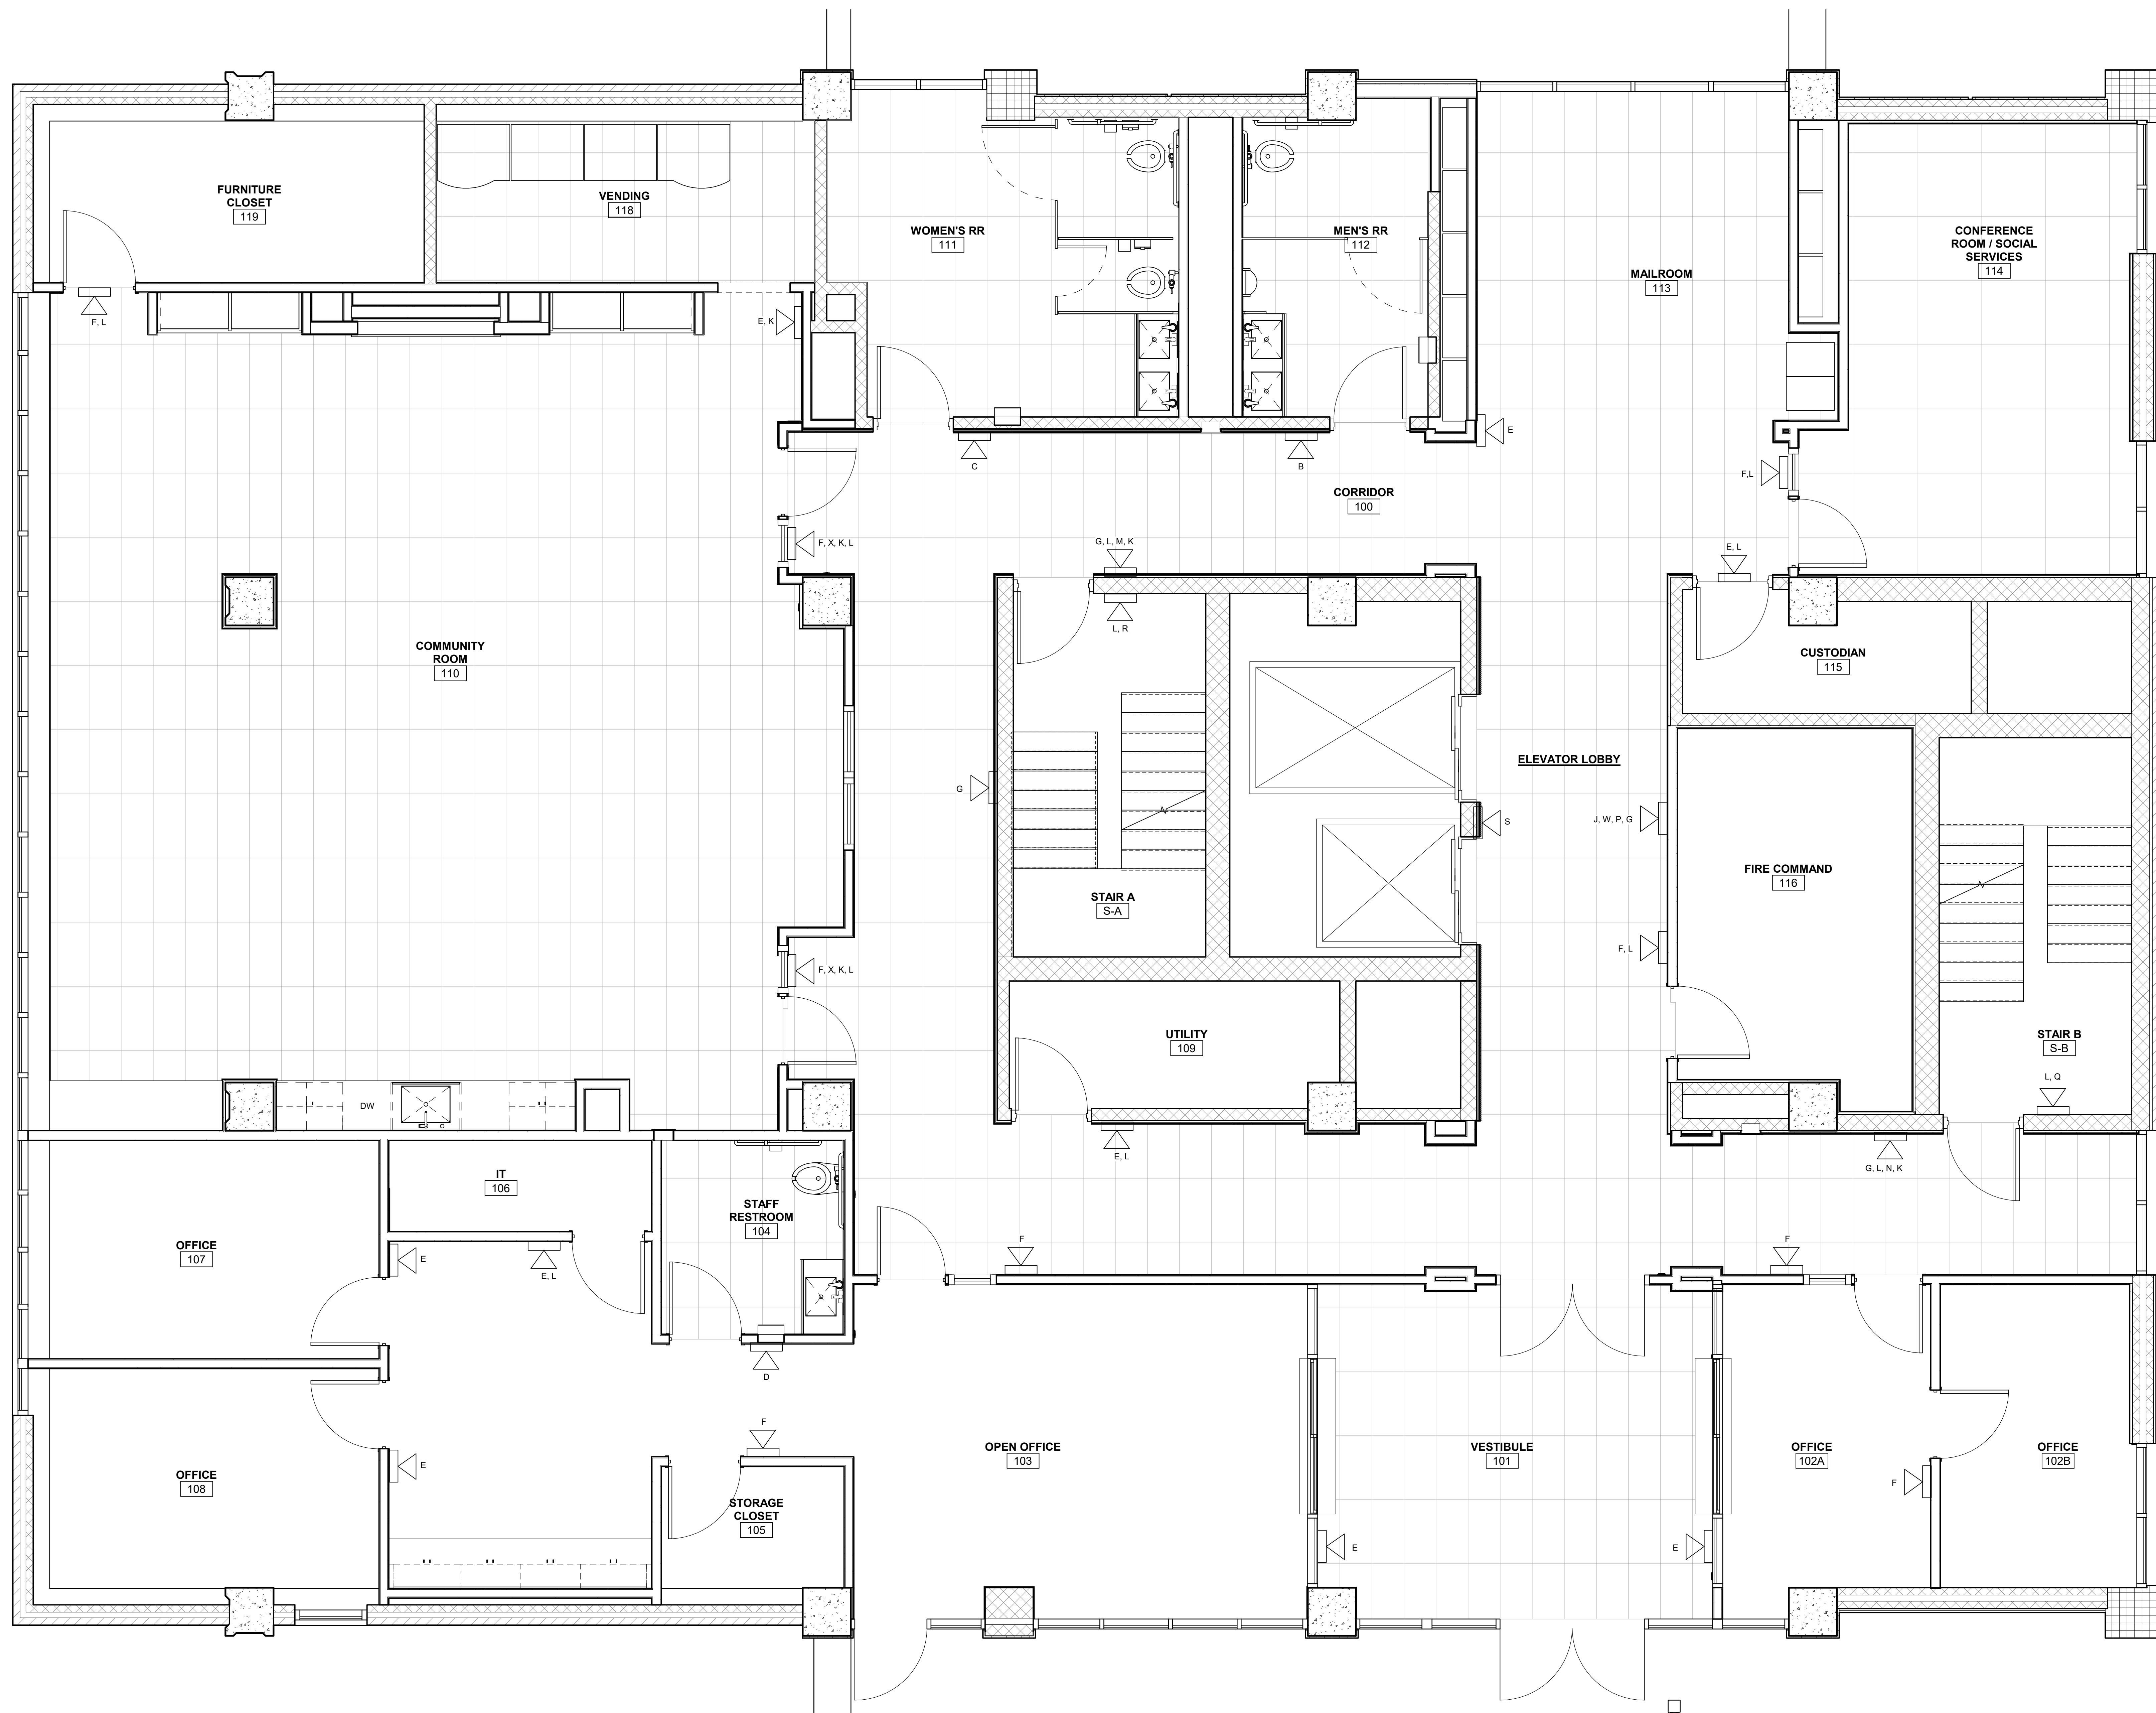 FURNITURE
CLOSET
119
VENDING
118
WOMEN'S RR
111
MEN'S RR
112
MAILROOM
113
CONFERENCE
ROOM / SOCIAL
SERVICES
114
F, L
E, K
C
B
E
F,L
CORRIDOR
100
F, X, K, L
G, L, M, K
E, L
L, R
COMMUNITY
ROOM
110
CUSTODIAN
115
ELEVATOR LOBBY
G
S
J, W, P, G
FIRE COMMAND
116
STAIR A
S-A
F, L
F, X, K, L
UTILITY
109
STAIR B
S-B
L, Q
DW
E, L
G, L, N, K
IT
106
STAFF
RESTROOM
104
OFFICE
107
E
E, L
F
F
D
F
OPEN OFFICE
103
VESTIBULE
101
OFFICE
102A
OFFICE
102B
OFFICE
108
E
F
STORAGE
CLOSET
105
E
E